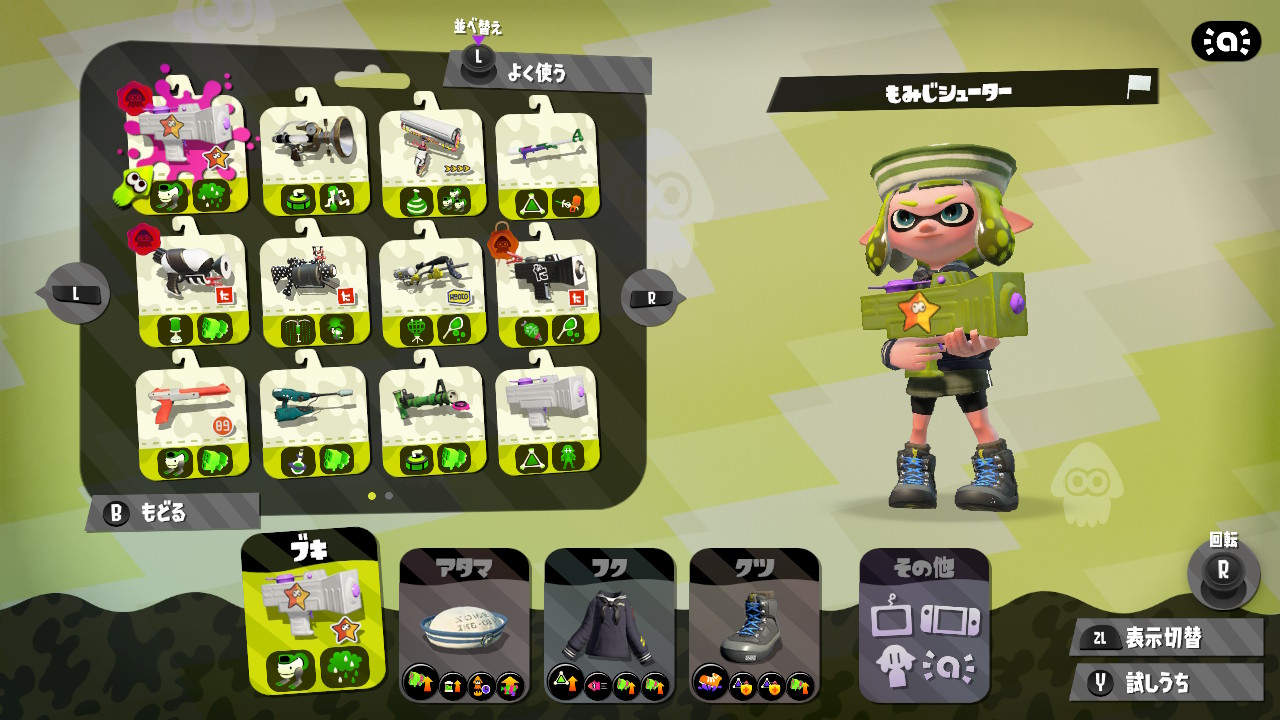 並べ替え
L
よく使う
もみじシューター
L
R
89
B もどる
ブキ
アタマ
フク
クツ
その他
回転
R
ZL 表示切替
Y 試しうち